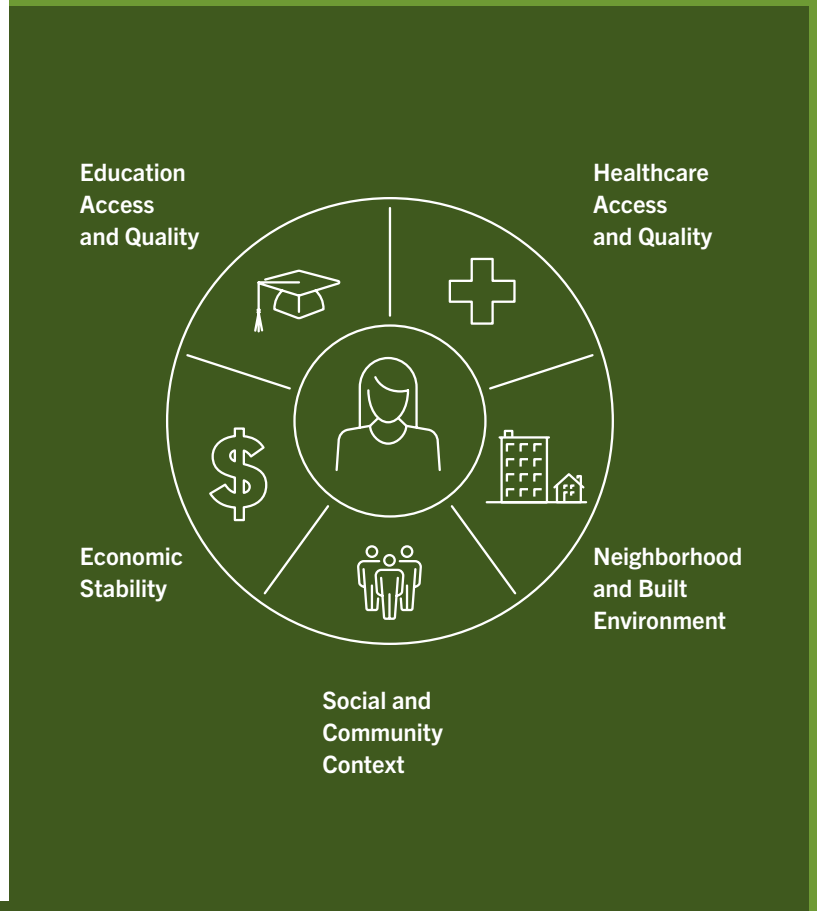 Education
Access
and Quality
Healthcare
Access
and Quality
$
Economic
Stability
Neighborhood
and Built
Environment
Social and
Community
Context